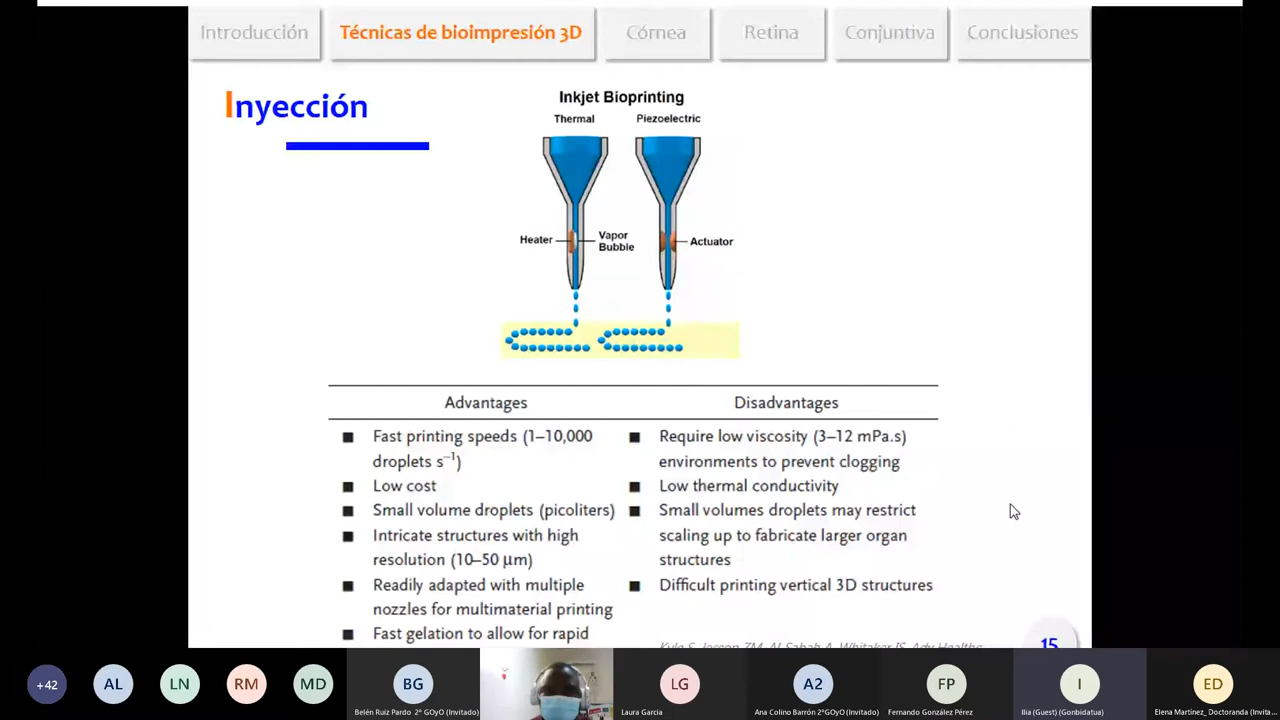 Introducción
Técnicas de bioimpresión 3D
Córnea
Retina
Conjuntiva
Conclusiones
Inyección
Inkjet Bioprinting
Thermal
Piezoelectric
Heater
Vapor
Bubble
Actuator
Advantages
Fast printing speeds (1–10,000
droplets s⁻¹)
Low cost
Small volume droplets (picoliters)
Intricate structures with high
resolution (10–50 μm)
Readily adapted with multiple
nozzles for multimaterial printing
Fast gelation to allow for rapid
Disadvantages
Require low viscosity (3–12 mPa.s)
environments to prevent clogging
Low thermal conductivity
Small volumes droplets may restrict
scaling up to fabricate larger organ
structures
Difficult printing vertical 3D structures
15
+42
AL
LN
RM
MD
BG
Belén Ruiz Pardo 2º GOyO (Invitado)
LG
Laura Garcia
A2
Ana Colino Barrón 2ºGOyO (Invitado)
FP
Fernando González Pérez
I
Ilia (Guest) (Gonbidatua)
ED
Elena Martínez_Doctoranda (Invita...